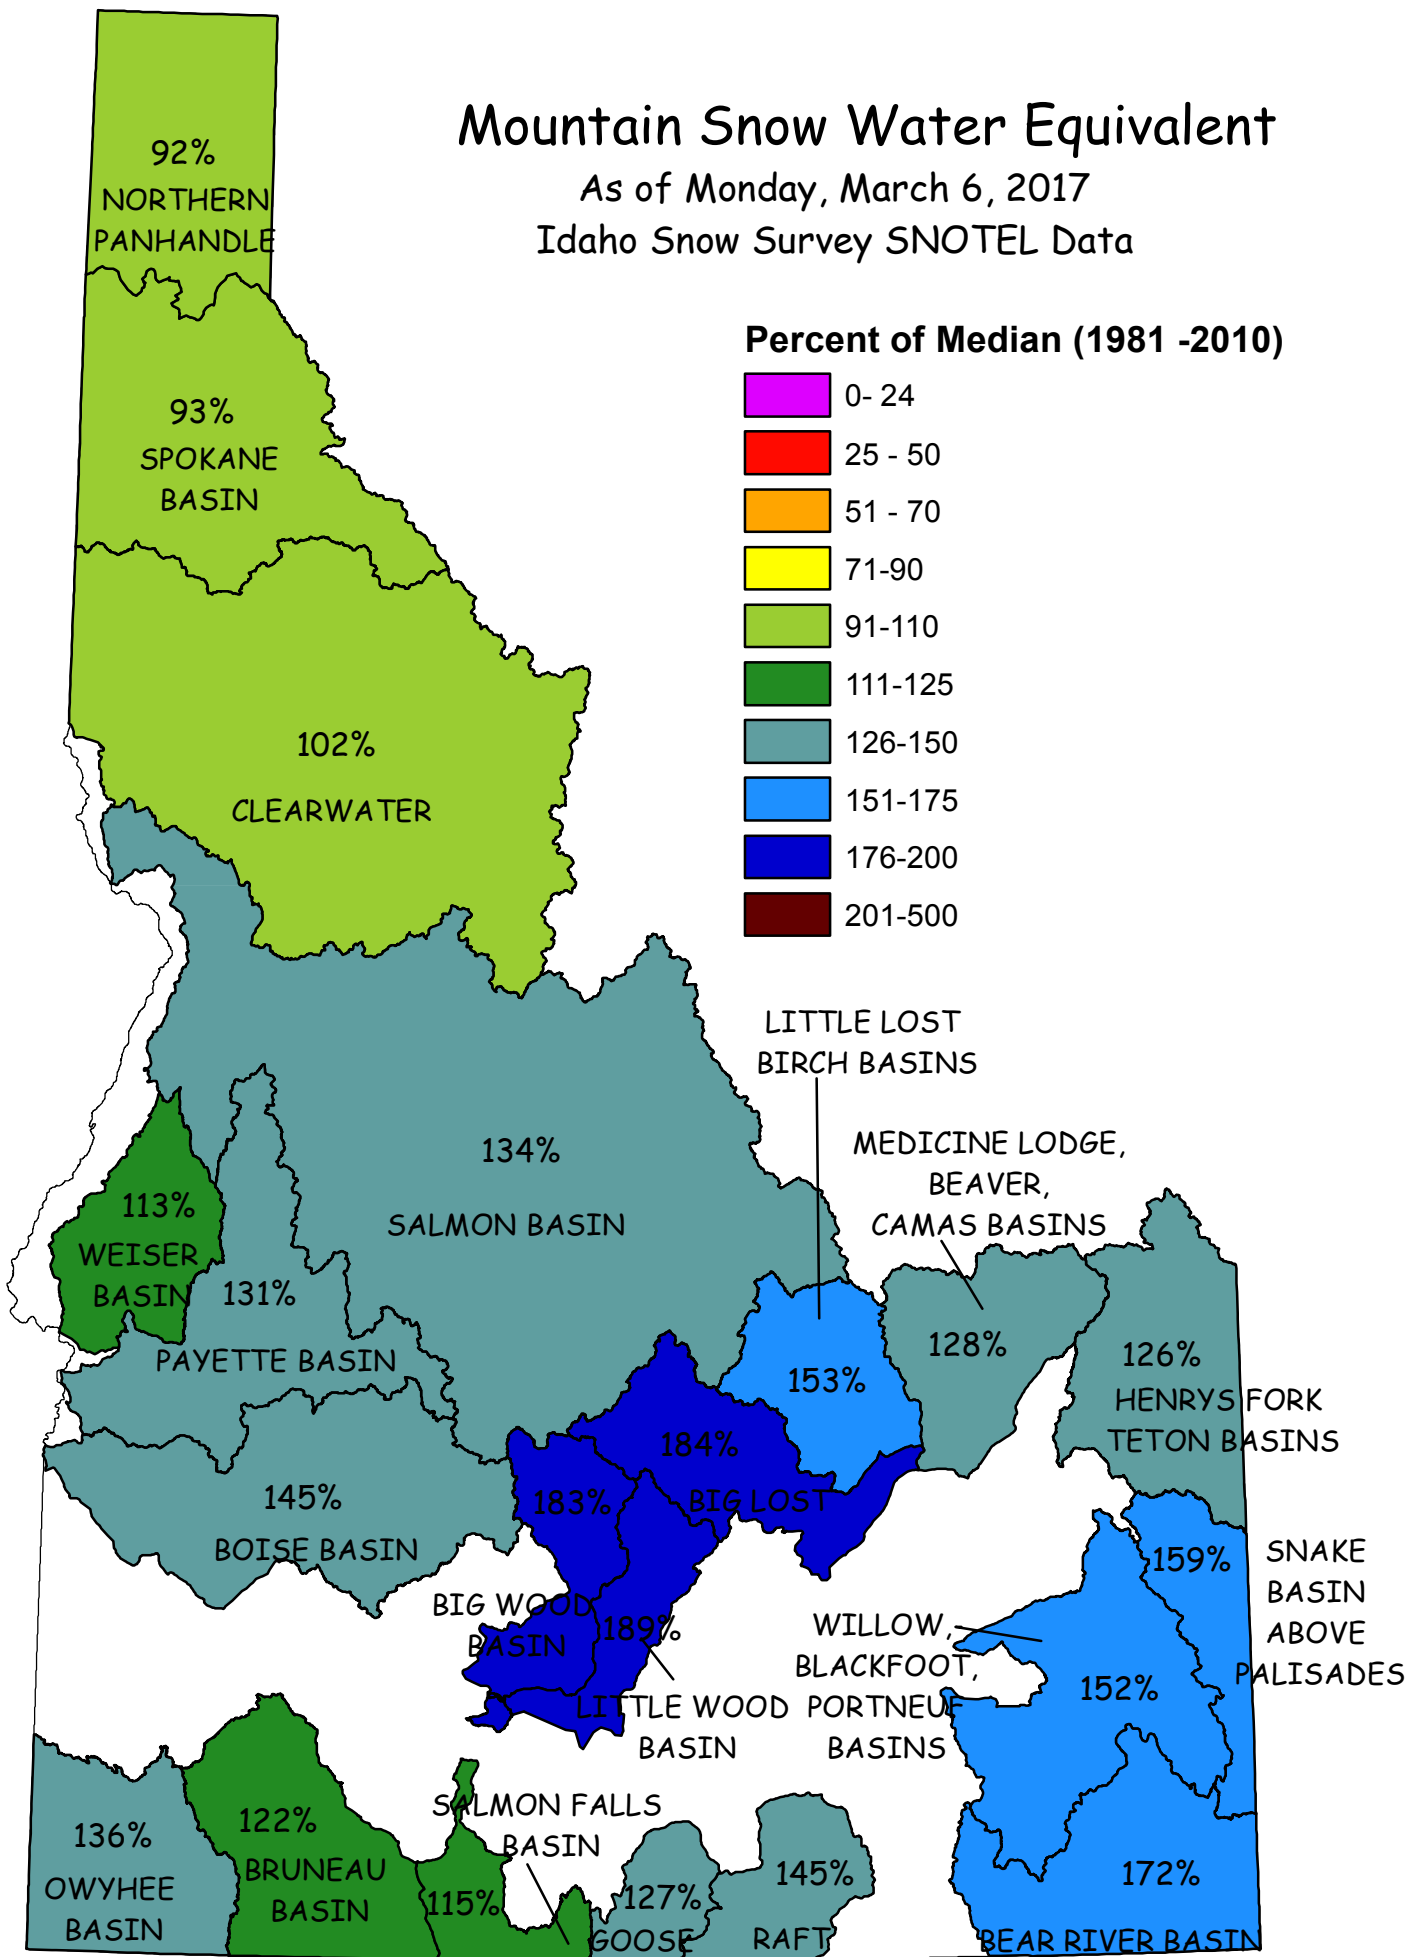 Mountain Snow Water Equivalent
As of Monday, March 6, 2017
Idaho Snow Survey SNOTEL Data
Percent of Median (1981 -2010)
0- 24
25 - 50
51 - 70
71-90
91-110
111-125
126-150
151-175
176-200
201-500
92%
NORTHERN
PANHANDLE
93%
SPOKANE
BASIN
102%
CLEARWATER
134%
SALMON BASIN
113%
WEISER
BASIN
131%
PAYETTE BASIN
145%
BOISE BASIN
LITTLE LOST
BIRCH BASINS
153%
MEDICINE LODGE,
BEAVER,
CAMAS BASINS
128%
126%
HENRYS FORK
TETON BASINS
184%
BIG LOST
183%
BIG WOOD
BASIN
189%
LITTLE WOOD
BASIN
159%
SNAKE
BASIN
ABOVE
PALISADES
WILLOW,
BLACKFOOT,
PORTNEUF
BASINS
152%
172%
BEAR RIVER BASIN
136%
OWYHEE
BASIN
122%
BRUNEAU
BASIN
SALMON FALLS
BASIN
115%
127%
GOOSE
145%
RAFT